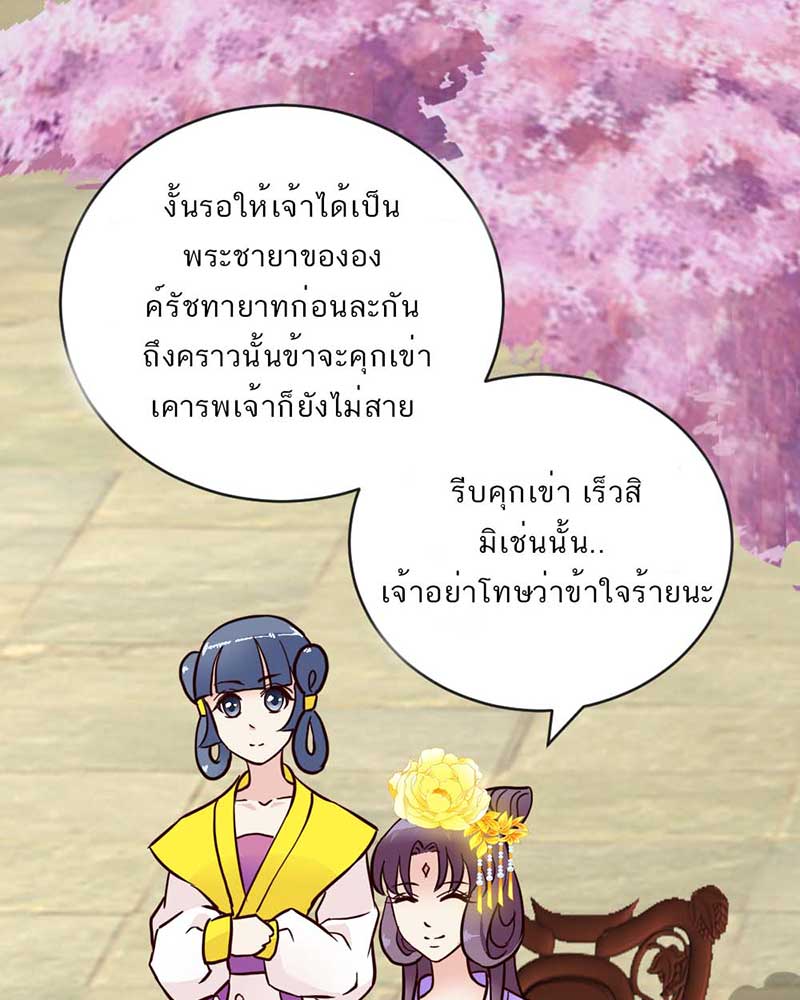 งั้นรอให้เจ้าได้เป็น
พระชายาขององ
ค์รัชทายาทก่อนละกัน
ถึงคราวนั้นข้าจะคุกเข่า
เคารพเจ้าก็ยังไม่สาย
รีบคุกเข่า เร็วสิ
มิเช่นนั้น..
เจ้าอย่าโทษว่าข้าใจร้ายนะ